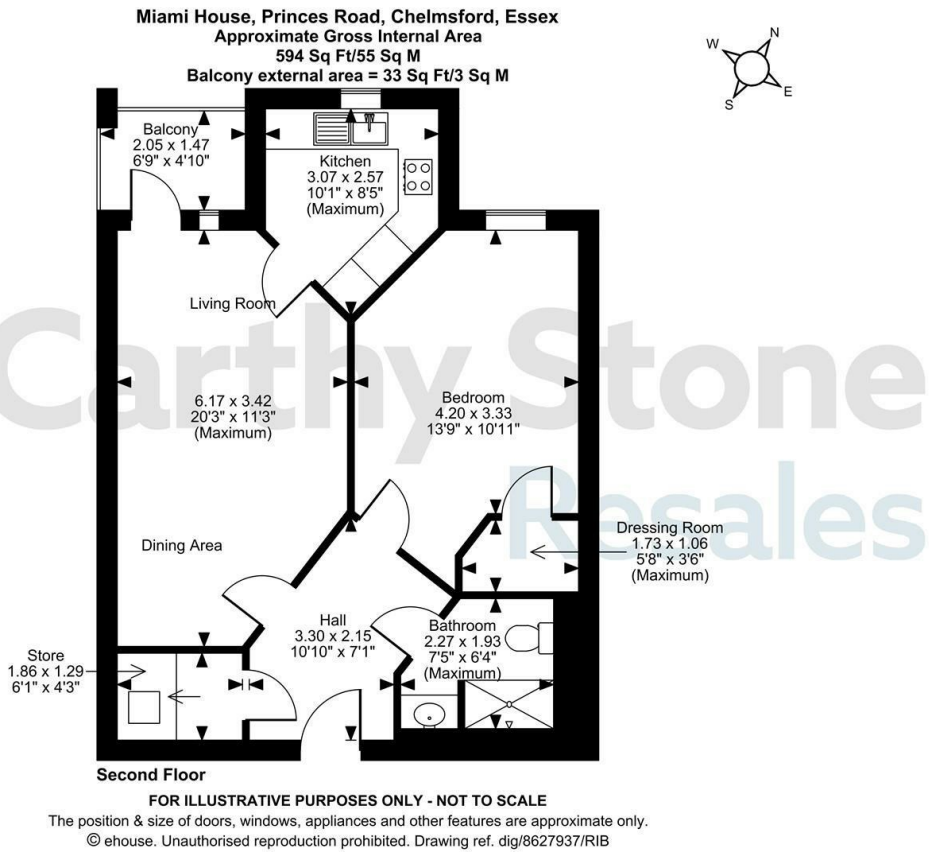 Miami House, Princes Road, Chelmsford, Essex
Approximate Gross Internal Area
594 Sq Ft/55 Sq M
Balcony external area = 33 Sq Ft/3 Sq M
N
W
E
S
Balcony
2.05 x 1.47
6'9" x 4'10"
Kitchen
3.07 x 2.57
10'1" x 8'5"
(Maximum)
Living Room
6.17 x 3.42
20'3" x 11'3"
(Maximum)
Bedroom
4.20 x 3.33
13'9" x 10'11"
Carthy Stone
Resales
Dining Area
Dressing Room
1.73 x 1.06
5'8" x 3'6"
(Maximum)
Hall
3.30 x 2.15
10'10" x 7'1"
Bathroom
2.27 x 1.93
7'5" x 6'4"
(Maximum)
Store
1.86 x 1.29
6'1" x 4'3"
Second Floor
FOR ILLUSTRATIVE PURPOSES ONLY - NOT TO SCALE
The position & size of doors, windows, appliances and other features are approximate only.
© ehouse. Unauthorised reproduction prohibited. Drawing ref. dig/8627937/RIB